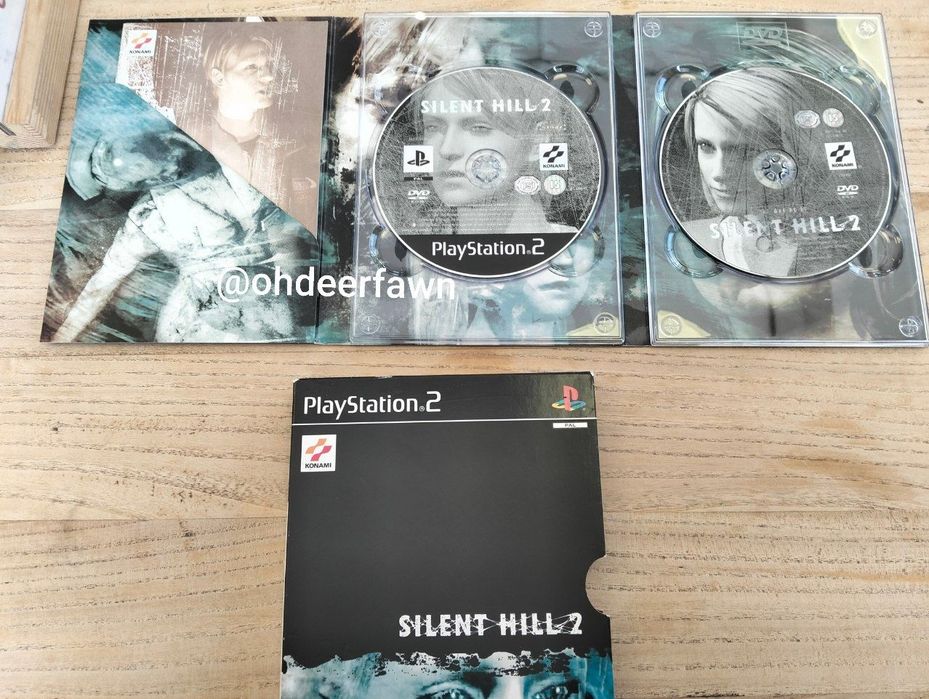 KONAMI
DVD
SILENT HILL 2
KONAMI
DVD
PlayStation®2
KONAMI
DVD
SILENT HILL 2
@ohdeerfawn
PlayStation®2
PAL
KONAMI
SILENT HILL 2